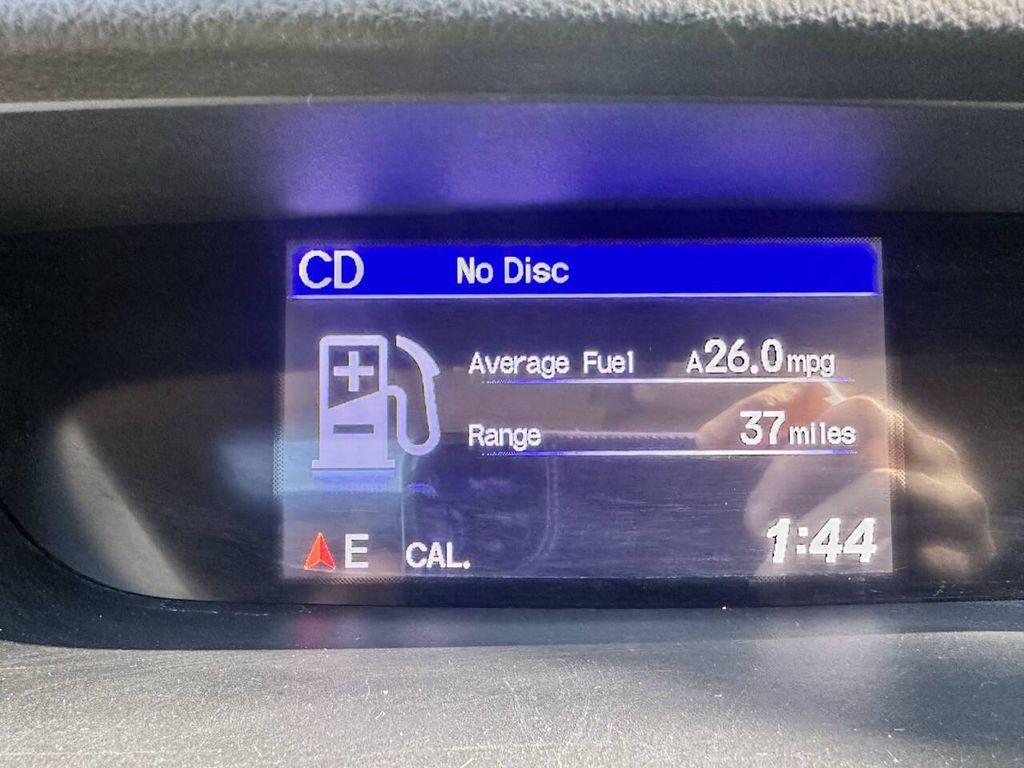 CD No Disc
Average Fuel A26.0mpg
Range 37miles
E CAL. 1:44